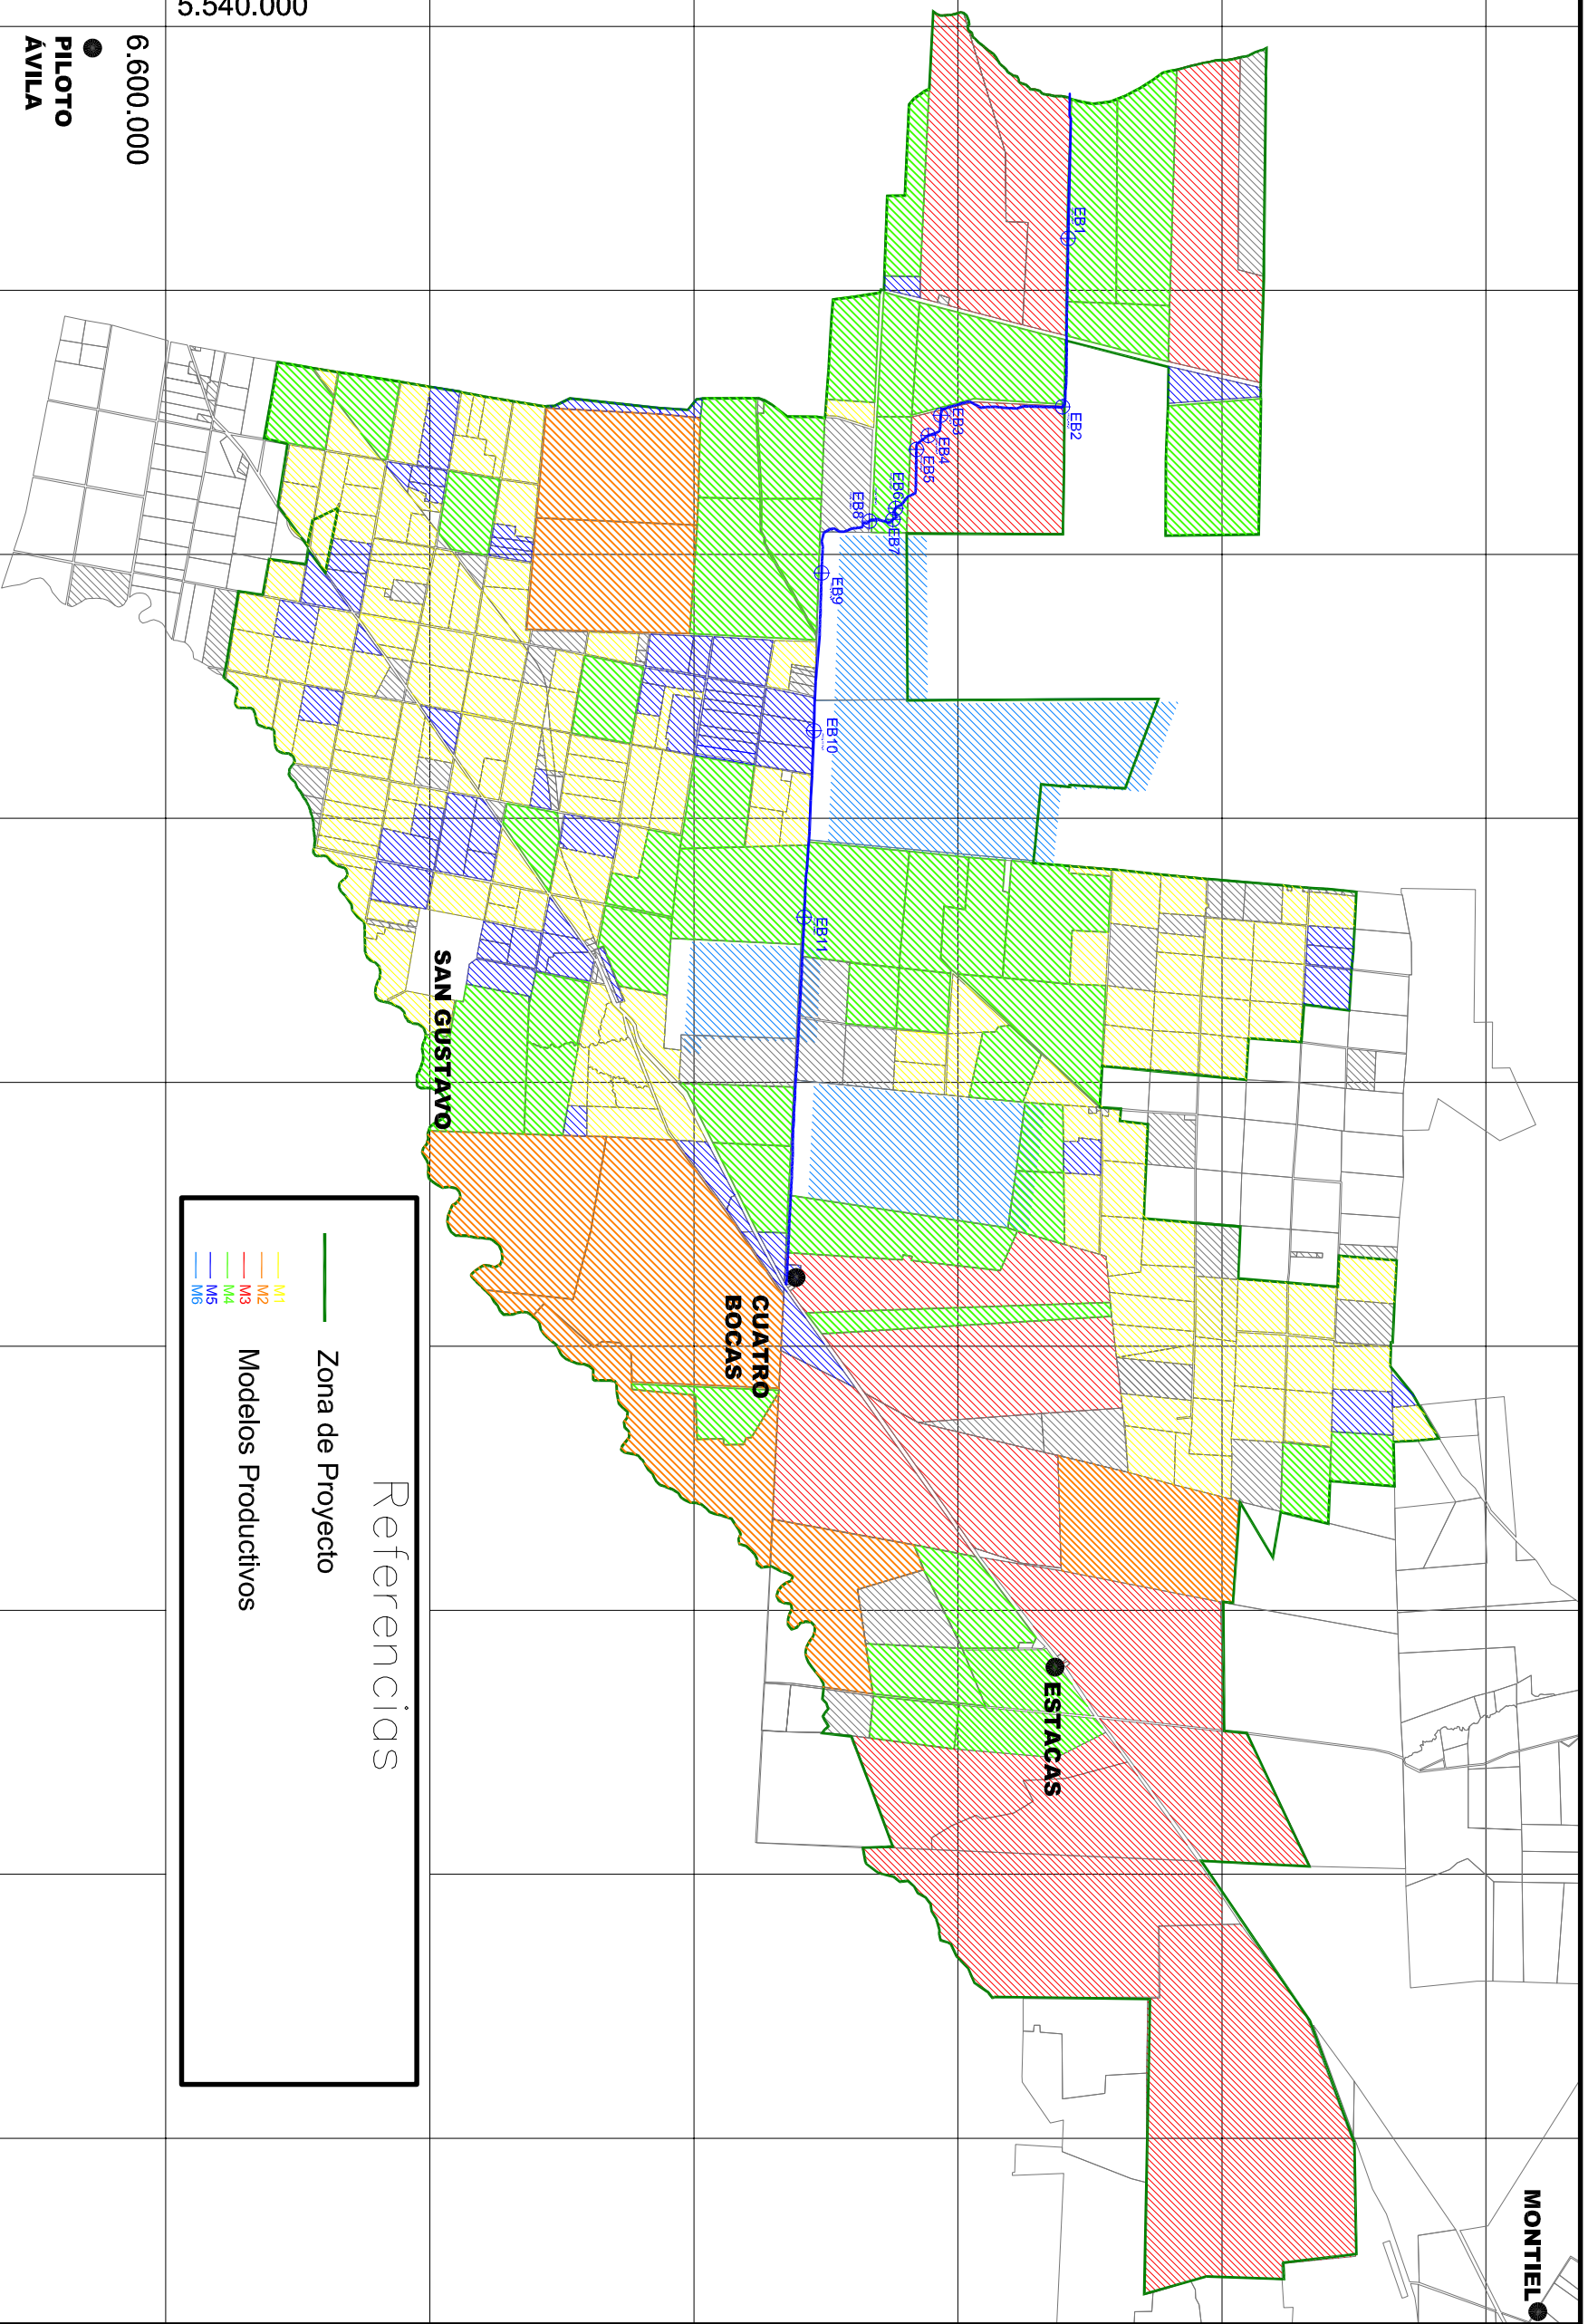 5.540.000
6.600.000
PILOTO
ÁVILA
EB1
EB2
EB3
EB4
EB5
EB6
EB7
EB8
EB9
EB10
EB11
SAN GUSTAVO
CUATRO
BOCAS
ESTACAS
MONTIEL
Referencias
Zona de Proyecto
Modelos Productivos
M1
M2
M3
M4
M5
M6